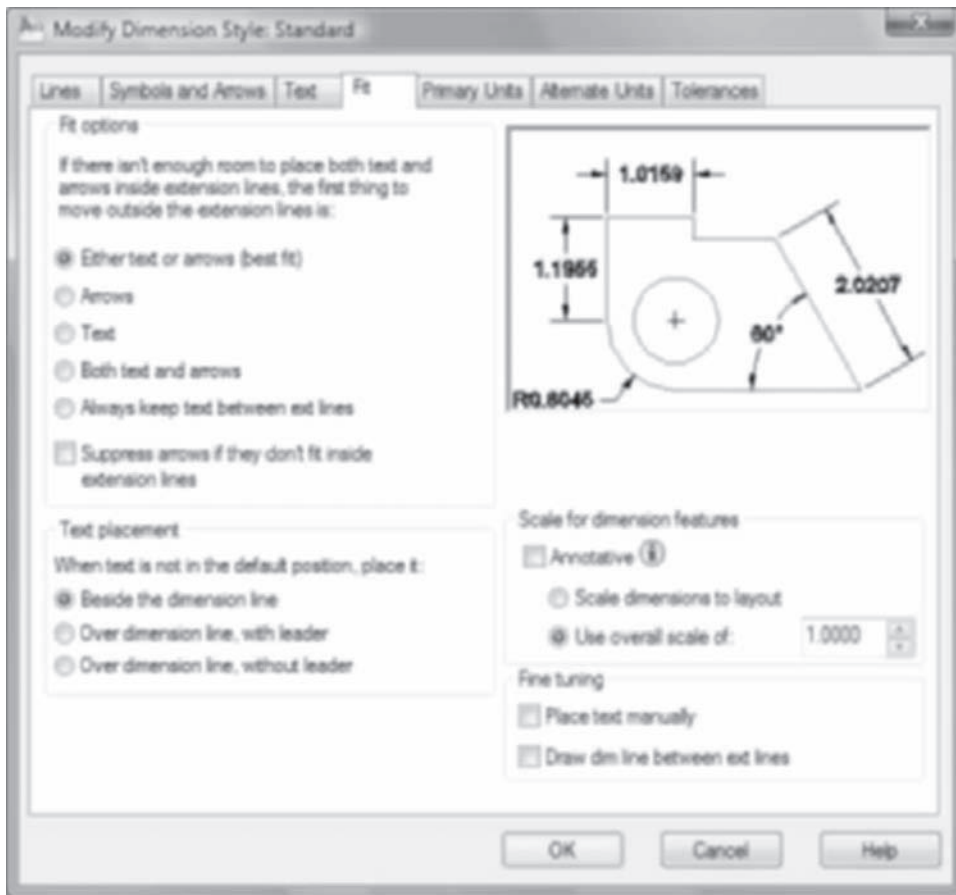 Modify Dimension Style: Standard
Lines
Symbols and Arrows
Text
Fit
Primary Units
Alternate Units
Tolerances
Fit options
If there isn't enough room to place both text and
arrows inside extension lines, the first thing to
move outside the extension lines is:
Either text or arrows (best fit)
Arrows
Text
Both text and arrows
Always keep text between ext lines
Suppress arrows if they don't fit inside
extension lines
Text placement
When text is not in the default position, place it:
Beside the dimension line
Over dimension line, with leader
Over dimension line, without leader
1.0159
1.1955
2.0207
60°
R0.8045
Scale for dimension features
Annotative
Scale dimensions to layout
Use overall scale of:
1.0000
Fine tuning
Place text manually
Draw dim line between ext lines
OK
Cancel
Help